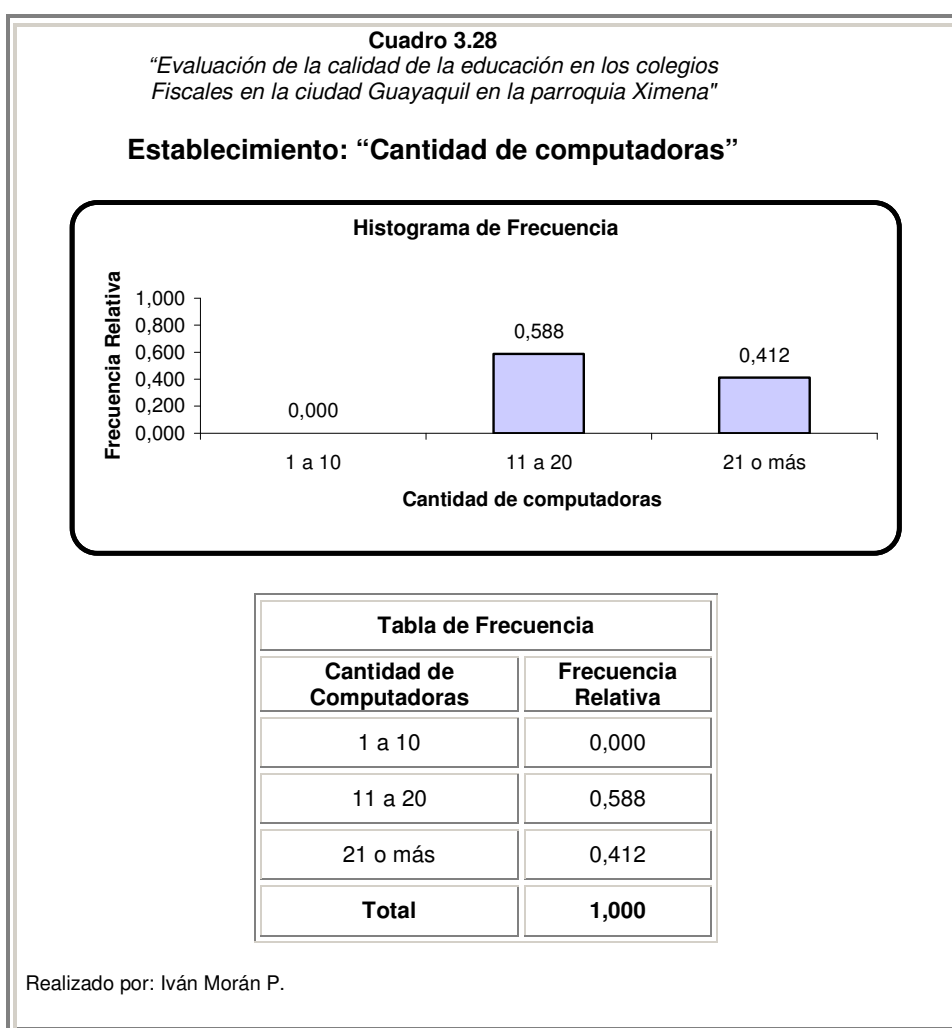 Cuadro 3.28
“Evaluación de la calidad de la educación en los colegios
Fiscales en la ciudad Guayaquil en la parroquia Ximena"
Establecimiento: “Cantidad de computadoras”
Histograma de Frecuencia
Frecuencia Relativa
1,000
0,800
0,600
0,400
0,200
0,000
0,000
0,588
0,412
1 a 10
11 a 20
21 o más
Cantidad de computadoras
Tabla de Frecuencia
Cantidad de Computadoras
Frecuencia Relativa
1 a 10 0,000
11 a 20 0,588
21 o más 0,412
Total 1,000
Realizado por: Iván Morán P.